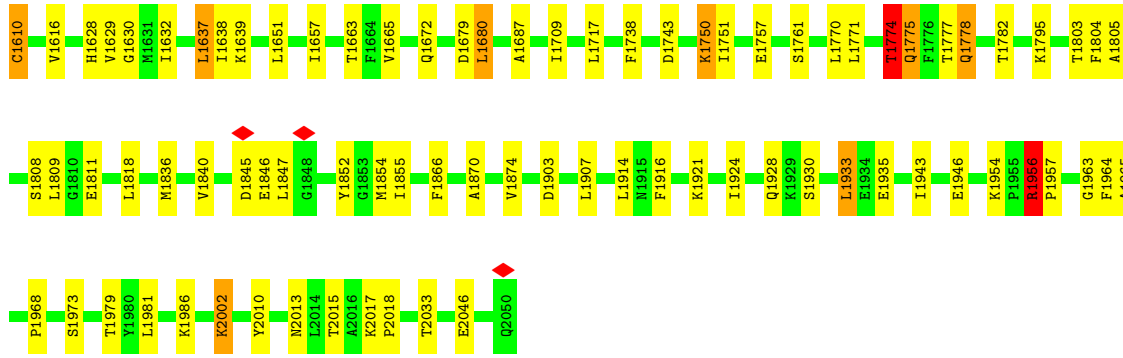 C1610 V1616 H1628 V1629 G1630 M1631 I1632 L1637 I1638 K1639 L1651 I1657 T1663 F1664 V1665 Q1672 D1679 L1680 A1687 I1709 L1717 F1738 D1743 K1750 I1751 E1757 S1761 L1770 L1771 T1774 Q1775 F1776 T1777 Q1778 T1782 K1795 T1803 F1804 A1805
S1808 L1809 G1810 E1811 L1818 M1836 V1840 D1845 E1846 L1847 G1848 Y1852 G1853 M1854 I1855 F1866 A1870 V1874 D1903 L1907 L1914 N1915 F1916 K1921 I1924 Q1928 K1929 S1930 L1933 E1934 E1935 I1943 E1946 K1954 P1955 R1956 P1957 G1963 F1964
P1968 S1973 T1979 Y1980 L1981 K1986 K2002 Y2010 N2013 L2014 T2015 A2016 K2017 P2018 T2033 E2046 Q2050